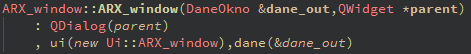 ARX_window::ARX_window(DaneOkno &dane_out,QWidget *parent)
: QDialog(parent)
, ui(new Ui::ARX_window),dane(&dane_out)